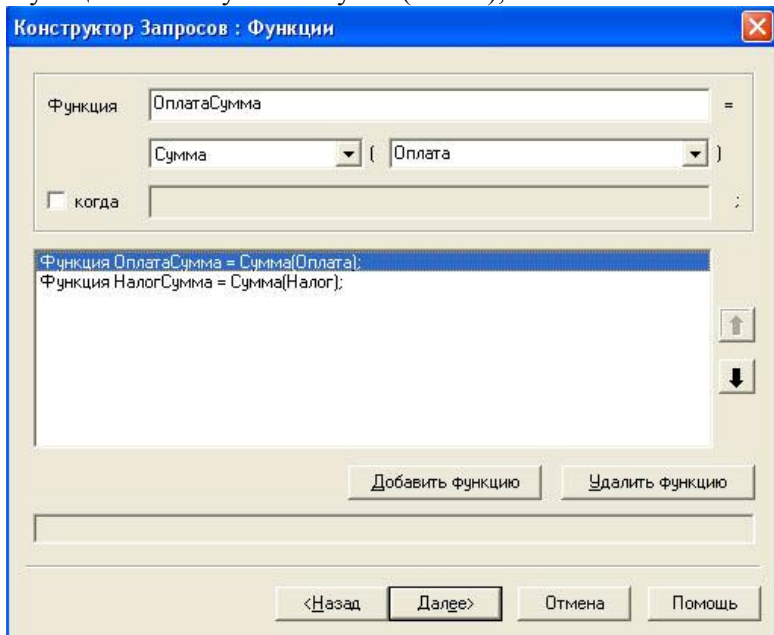 Конструктор Запросов : Функции
Функция ОплатаСумма =
Сумма ( Оплата )
когда ;
Функция ОплатаСумма = Сумма(Оплата);
Функция НалогСумма = Сумма(Налог);
Добавить функцию Удалить функцию
<Назад Далее> Отмена Помощь